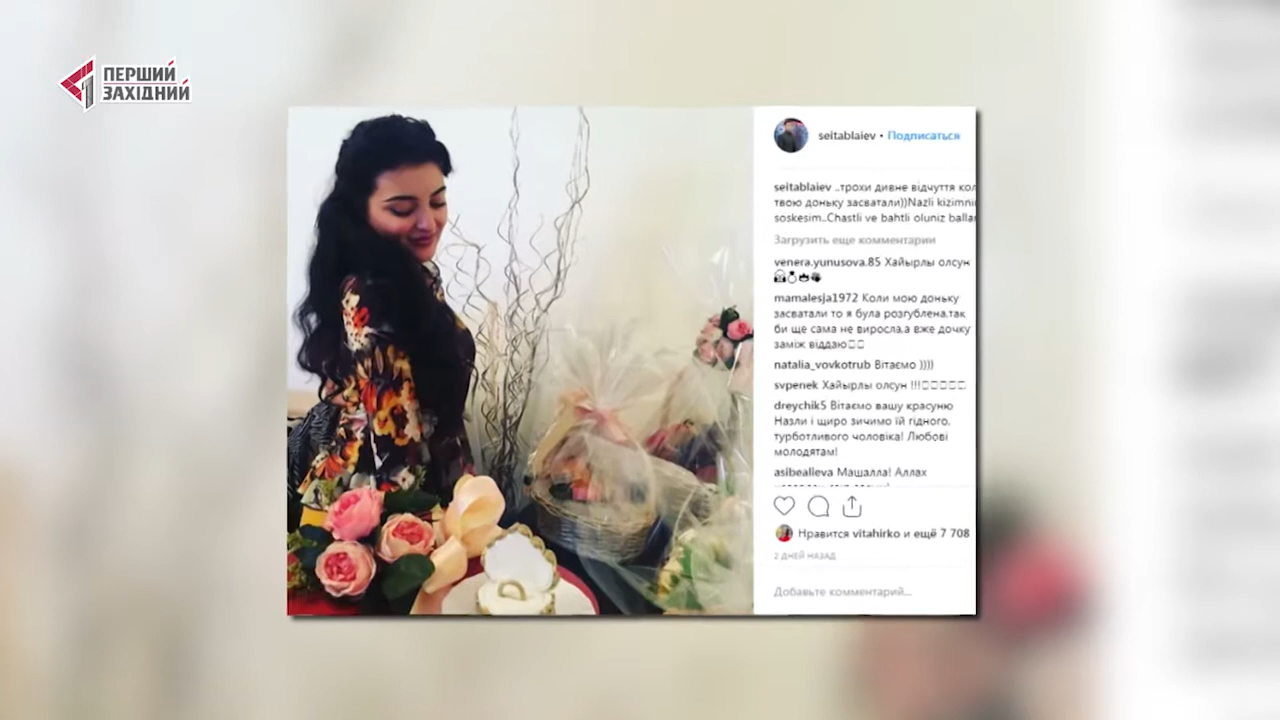 ПЕРШИЙ
ЗАХІДНИЙ
seitablaiev • Подписаться
seitablaiev ..трохи дивне відчуття кол
твою доньку засватали))Nazli kizimnin
soskesim..Chastli ve bahtli oluniz ballar
Загрузить еще комментарии
venera.yunusova.85 Хайырлы олсун
mamalesja1972 Коли мою доньку
засватали то я була розгублена,так
би ще сама не виросла,а вже дочку
заміж віддаю
natalia_vovkotrub Вітаємо ))))
svpenek Хайырлы олсун !!!
dreychik5 Вітаємо вашу красуню
Назли і щиро зичимо їй гідного,
турботливого чоловіка! Любові
молодятам!
asibealieva Машалла! Аллах
Нравится vitahirko и ещё 7 708
2 ДНЕЙ НАЗАД
Добавьте комментарий...